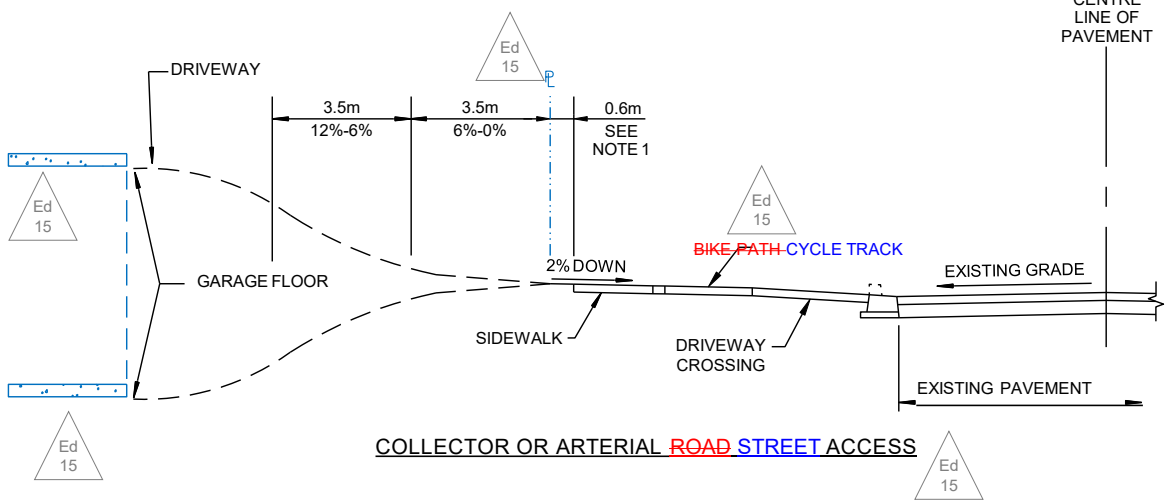 CENTRE
LINE OF
PAVEMENT
Ed
15
DRIVEWAY
PL
3.5m
12%-6%
3.5m
6%-0%
0.6m
SEE
NOTE 1
Ed
15
Ed
15
BIKE PATH CYCLE TRACK
GARAGE FLOOR
2% DOWN
EXISTING GRADE
SIDEWALK
DRIVEWAY
CROSSING
EXISTING PAVEMENT
Ed
15
COLLECTOR OR ARTERIAL ROAD STREET ACCESS
Ed
15